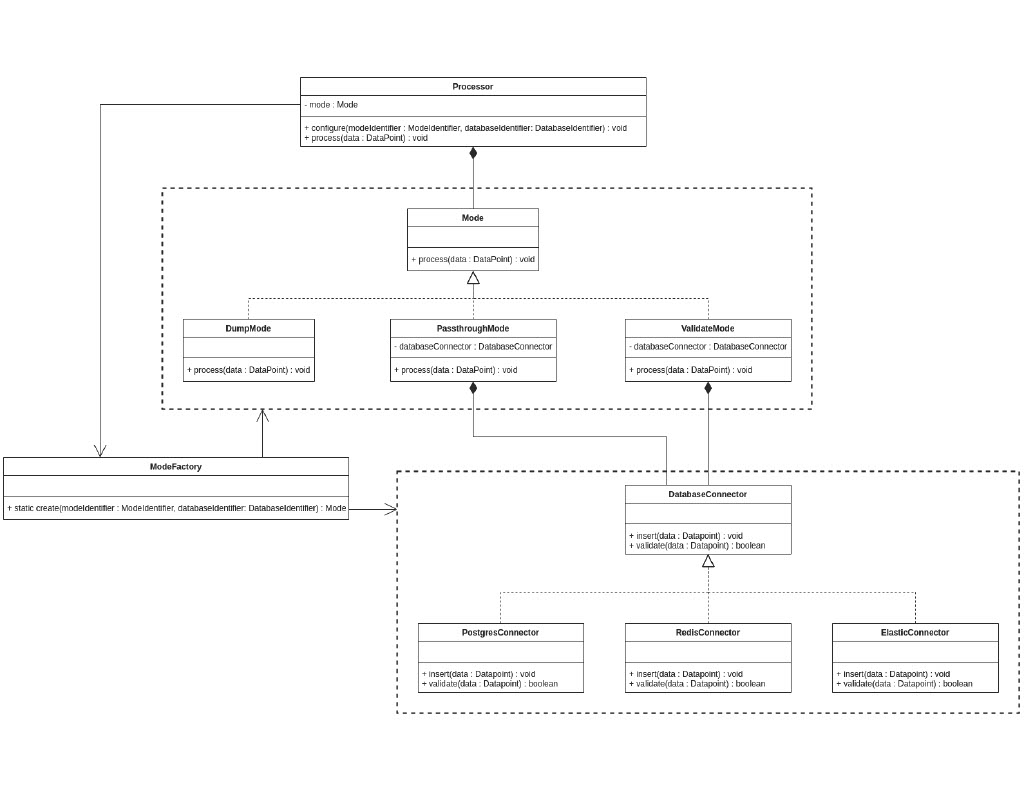 Processor
- mode : Mode
+ configure(modeIdentifier : ModeIdentifier, databaseIdentifier: DatabaseIdentifier) : void
+ process(data : DataPoint) : void
Mode
+ process(data : DataPoint) : void
DumpMode
+ process(data : DataPoint) : void
PassthroughMode
- databaseConnector : DatabaseConnector
+ process(data : DataPoint) : void
ValidateMode
- databaseConnector : DatabaseConnector
+ process(data : DataPoint) : void
ModeFactory
+ static create(modeIdentifier : ModeIdentifier, databaseIdentifier: DatabaseIdentifier) : Mode
DatabaseConnector
+ insert(data : Datapoint) : void
+ validate(data : Datapoint) : boolean
PostgresConnector
+ insert(data : Datapoint) : void
+ validate(data : Datapoint) : boolean
RedisConnector
+ insert(data : Datapoint) : void
+ validate(data : Datapoint) : boolean
ElasticConnector
+ insert(data : Datapoint) : void
+ validate(data : Datapoint) : boolean